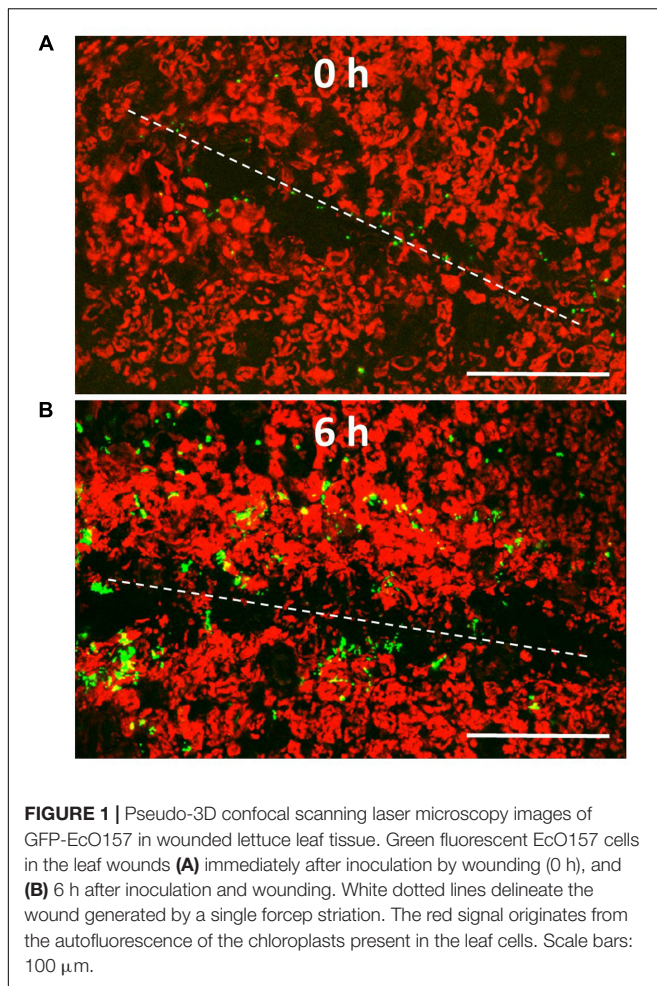 A
0 h
B
6 h
FIGURE 1 | Pseudo-3D confocal scanning laser microscopy images of
GFP-EcO157 in wounded lettuce leaf tissue. Green fluorescent EcO157 cells
in the leaf wounds (A) immediately after inoculation by wounding (0 h), and
(B) 6 h after inoculation and wounding. White dotted lines delineate the
wound generated by a single forcep striation. The red signal originates from
the autofluorescence of the chloroplasts present in the leaf cells. Scale bars:
100 μm.